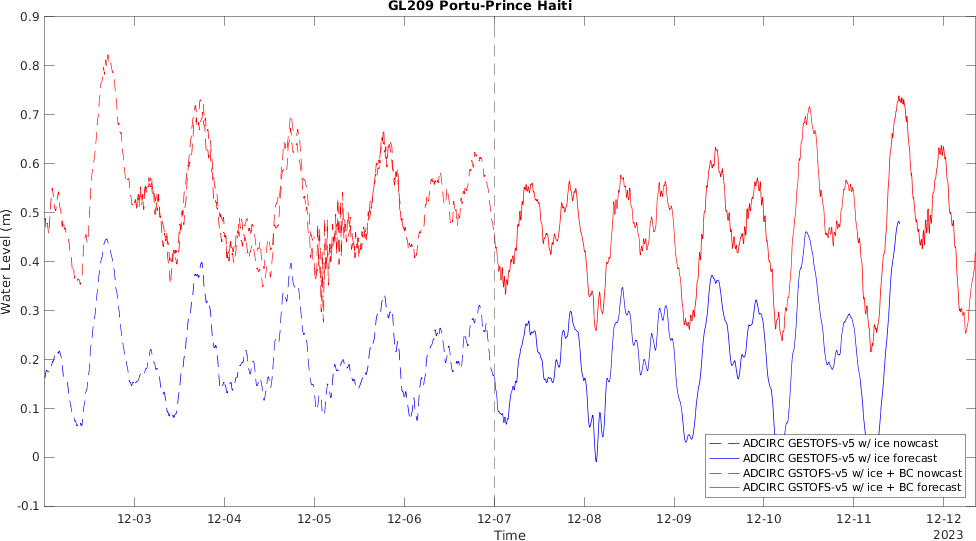 GL209 Portu-Prince Haiti
0.9
0.8
0.7
0.6
0.5
0.4
0.3
0.2
0.1
0
-0.1
Water Level (m)
12-03 12-04 12-05 12-06 12-07 12-08 12-09 12-10 12-11 12-12
2023
Time
ADCIRC GESTOFS-v5 w/ ice nowcast
ADCIRC GESTOFS-v5 w/ ice forecast
ADCIRC GSTOFS-v5 w/ ice + BC nowcast
ADCIRC GSTOFS-v5 w/ ice + BC forecast